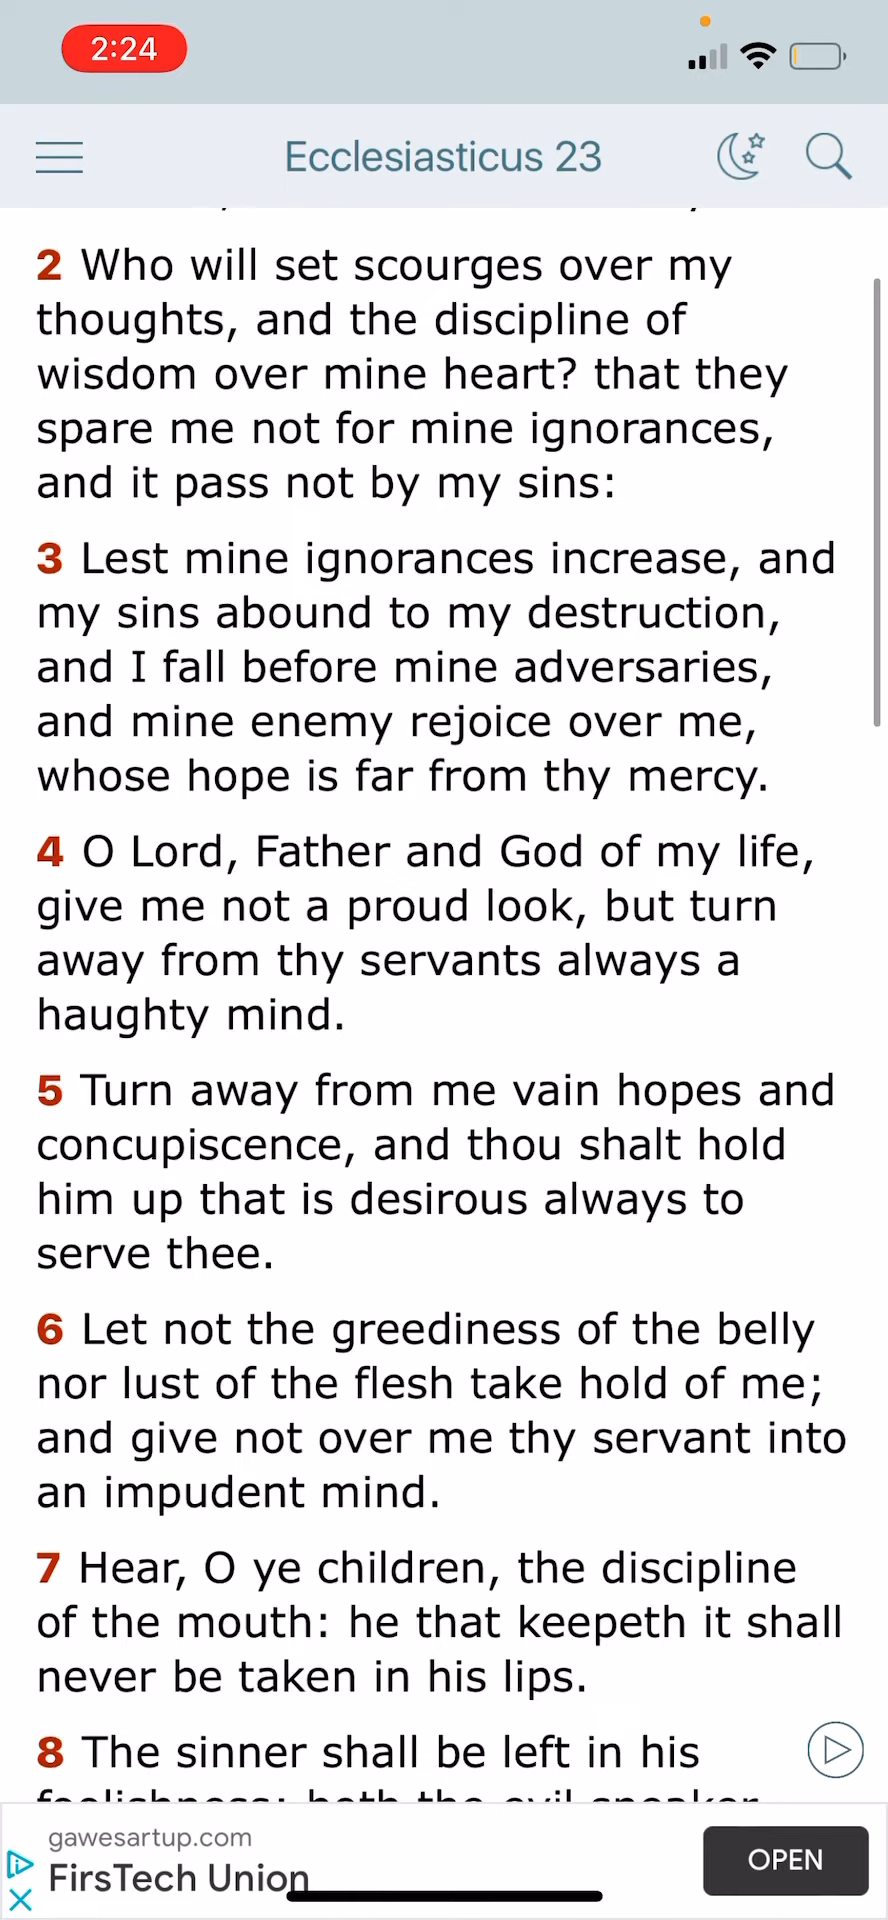 2:24
Ecclesiasticus 23
2 Who will set scourges over my
thoughts, and the discipline of
wisdom over mine heart? that they
spare me not for mine ignorances,
and it pass not by my sins:
3 Lest mine ignorances increase, and
my sins abound to my destruction,
and I fall before mine adversaries,
and mine enemy rejoice over me,
whose hope is far from thy mercy.
4 O Lord, Father and God of my life,
give me not a proud look, but turn
away from thy servants always a
haughty mind.
5 Turn away from me vain hopes and
concupiscence, and thou shalt hold
him up that is desirous always to
serve thee.
6 Let not the greediness of the belly
nor lust of the flesh take hold of me;
and give not over me thy servant into
an impudent mind.
7 Hear, O ye children, the discipline
of the mouth: he that keepeth it shall
never be taken in his lips.
8 The sinner shall be left in his
foolishness: both the evil speaker
gawesartup.com
FirsTech Union
OPEN